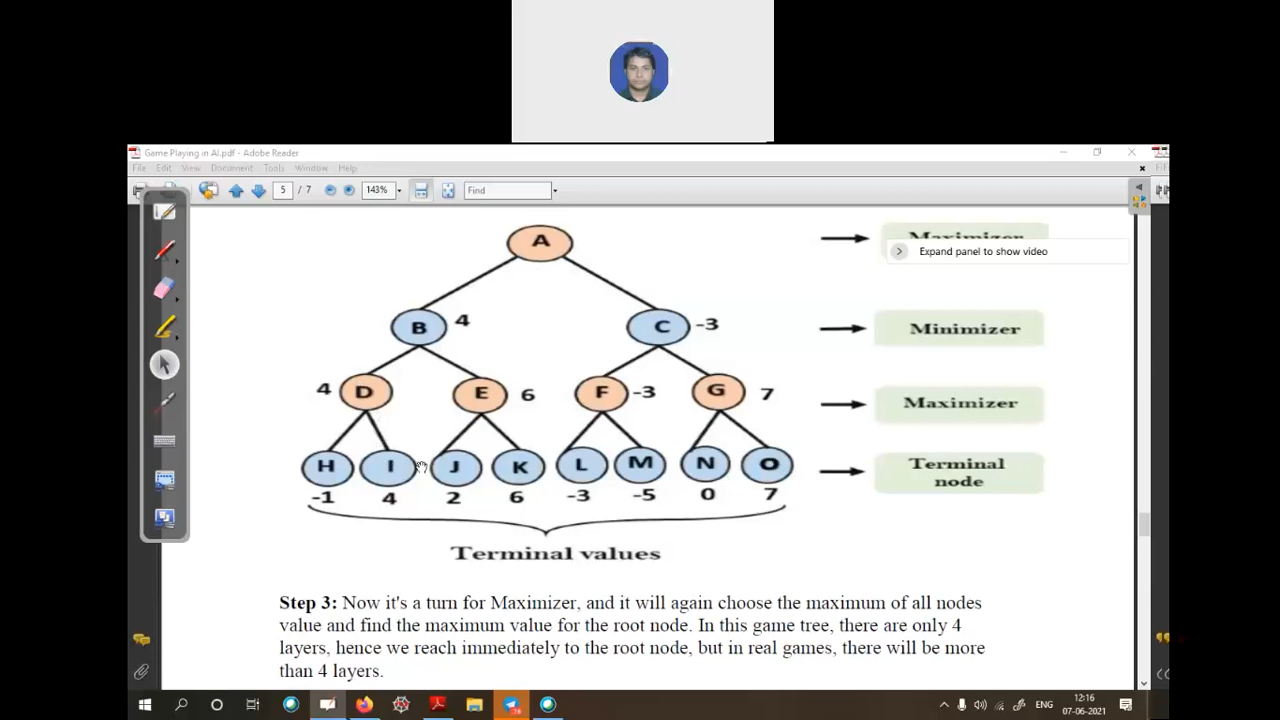 Game Playing in AI.pdf - Adobe Reader
File Edit View Document Tools Window Help
5 / 7 143% Find
A Maximizer
Expand panel to show video
B 4 C -3 Minimizer
4 D E 6 F -3 G 7 Maximizer
H I J K L M N O Terminal
node
-1 4 2 6 -3 -5 0 7
Terminal values
Step 3: Now it's a turn for Maximizer, and it will again choose the maximum of all nodes
value and find the maximum value for the root node. In this game tree, there are only 4
layers, hence we reach immediately to the root node, but in real games, there will be more
than 4 layers.
ENG 12:16
07-06-2021